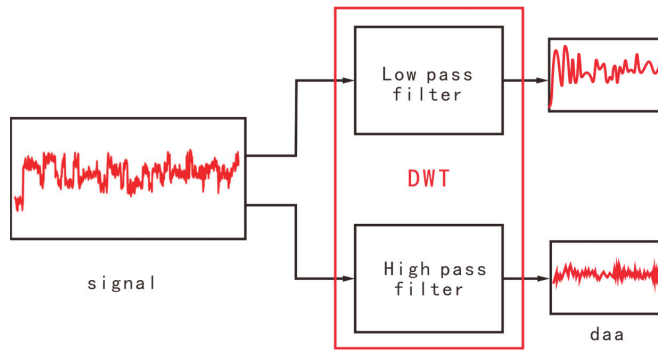 Low pass
filter
DWT
signal
High pass
filter
daa